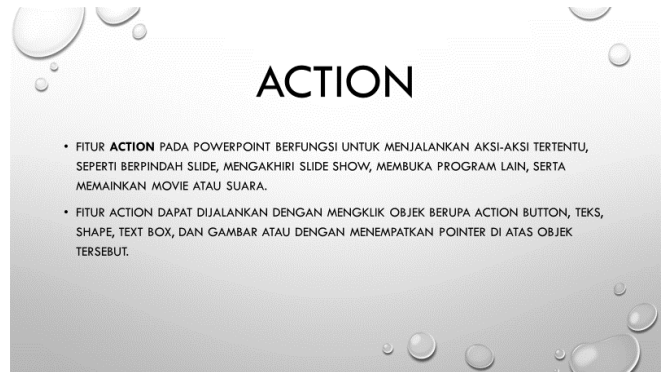 ACTION
• FITUR ACTION PADA POWERPOINT BERFUNGSI UNTUK MENJALANKAN AKSI-AKSI TERTENTU,
SEPERTI BERPINDAH SLIDE, MENGAKHIRI SLIDE SHOW, MEMBUKA PROGRAM LAIN, SERTA
MEMAINKAN MOVIE ATAU SUARA.
• FITUR ACTION DAPAT DIJALANKAN DENGAN MENGKLIK OBJEK BERUPA ACTION BUTTON, TEKS,
SHAPE, TEXT BOX, DAN GAMBAR ATAU DENGAN MENEMPATKAN POINTER DI ATAS OBJEK
TERSEBUT.